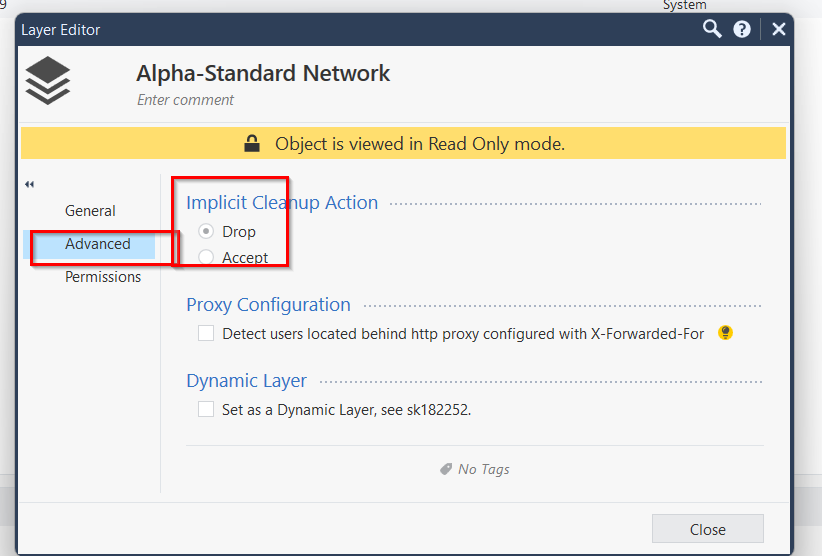 9
System
Layer Editor
Alpha-Standard Network
Enter comment
Object is viewed in Read Only mode.
General
Advanced
Permissions
Implicit Cleanup Action
Drop
Accept
Proxy Configuration
Detect users located behind http proxy configured with X-Forwarded-For
Dynamic Layer
Set as a Dynamic Layer, see sk182252.
No Tags
Close